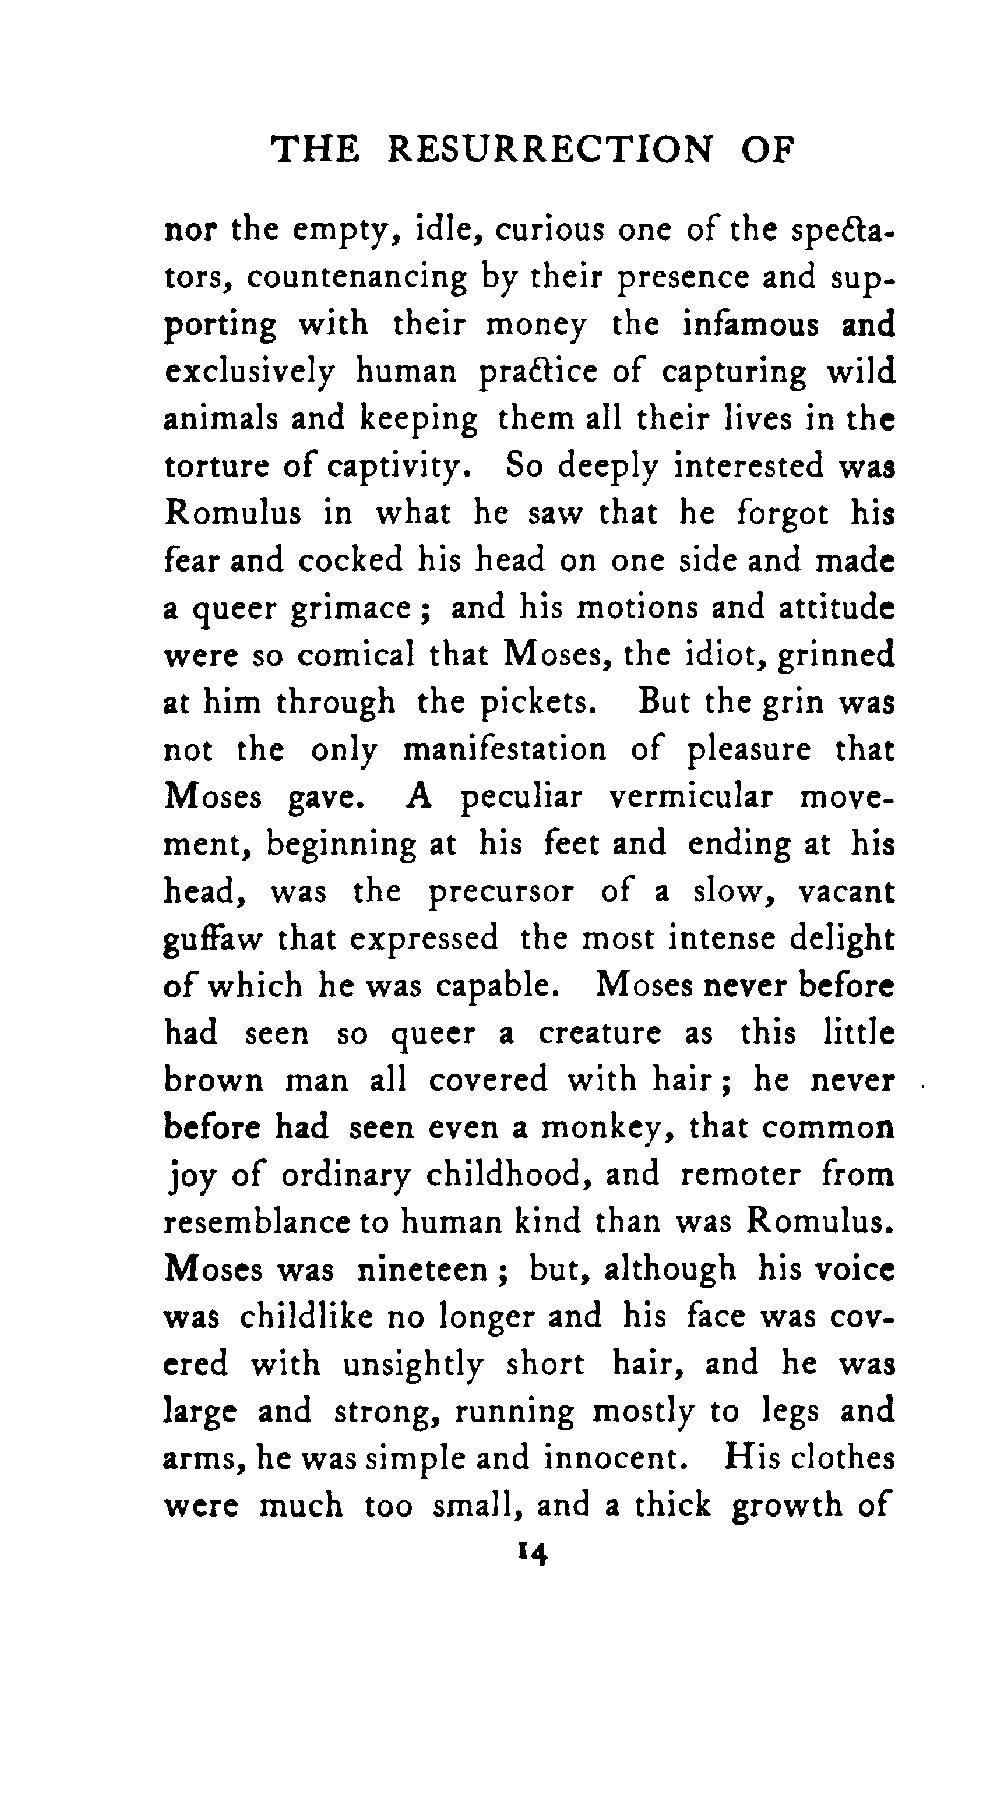 THE RESURRECTION OF
nor the empty, idle, curious one of the specta-
tors, countenancing by their presence and sup-
porting with their money the infamous and
exclusively human practice of capturing wild
animals and keeping them all their lives in the
torture of captivity. So deeply interested was
Romulus in what he saw that he forgot his
fear and cocked his head on one side and made
a queer grimace ; and his motions and attitude
were so comical that Moses, the idiot, grinned
at him through the pickets. But the grin was
not the only manifestation of pleasure that
Moses gave. A peculiar vermicular move-
ment, beginning at his feet and ending at his
head, was the precursor of a slow, vacant
guffaw that expressed the most intense delight
of which he was capable. Moses never before
had seen so queer a creature as this little
brown man all covered with hair ; he never
before had seen even a monkey, that common
joy of ordinary childhood, and remoter from
resemblance to human kind than was Romulus.
Moses was nineteen ; but, although his voice
was childlike no longer and his face was cov-
ered with unsightly short hair, and he was
large and strong, running mostly to legs and
arms, he was simple and innocent. His clothes
were much too small, and a thick growth of
14